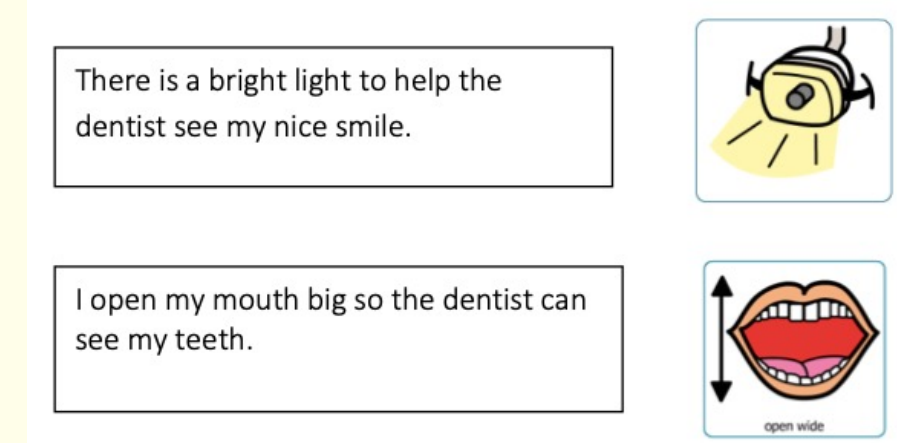 There is a bright light to help the
dentist see my nice smile.
I open my mouth big so the dentist can
see my teeth.
open wide